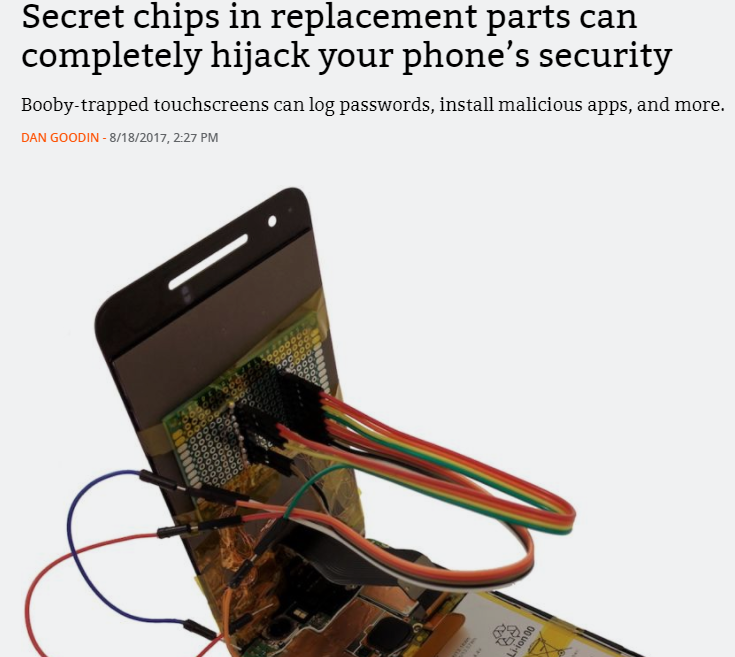 Secret chips in replacement parts can
completely hijack your phone’s security
Booby-trapped touchscreens can log passwords, install malicious apps, and more.
DAN GOODIN - 8/18/2017, 2:27 PM
Li-ion00